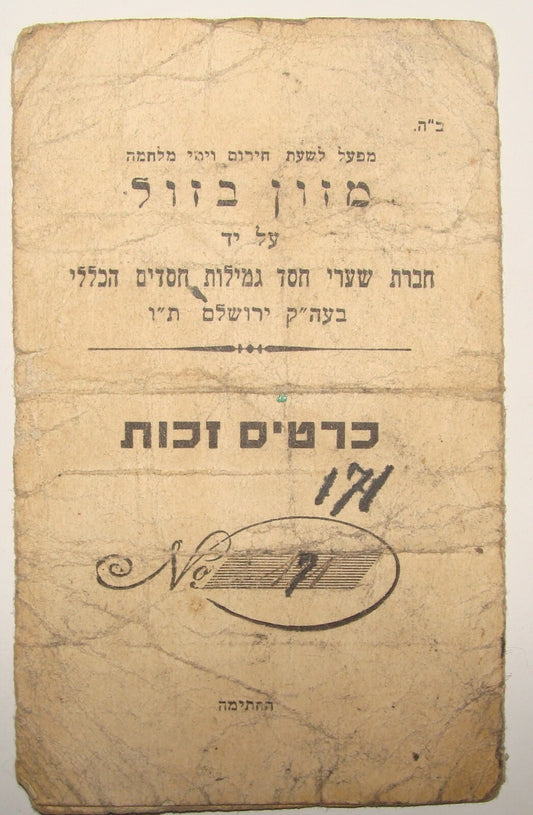 ב"ה.
מפעל לשעת חירום וימי מלחמה
מזון בזול
על יד
חברת שערי חסד גמילות חסדים הכללי
בעה"ק ירושלם ת"ו
כרטיס זכות
171
No 171
החתימה